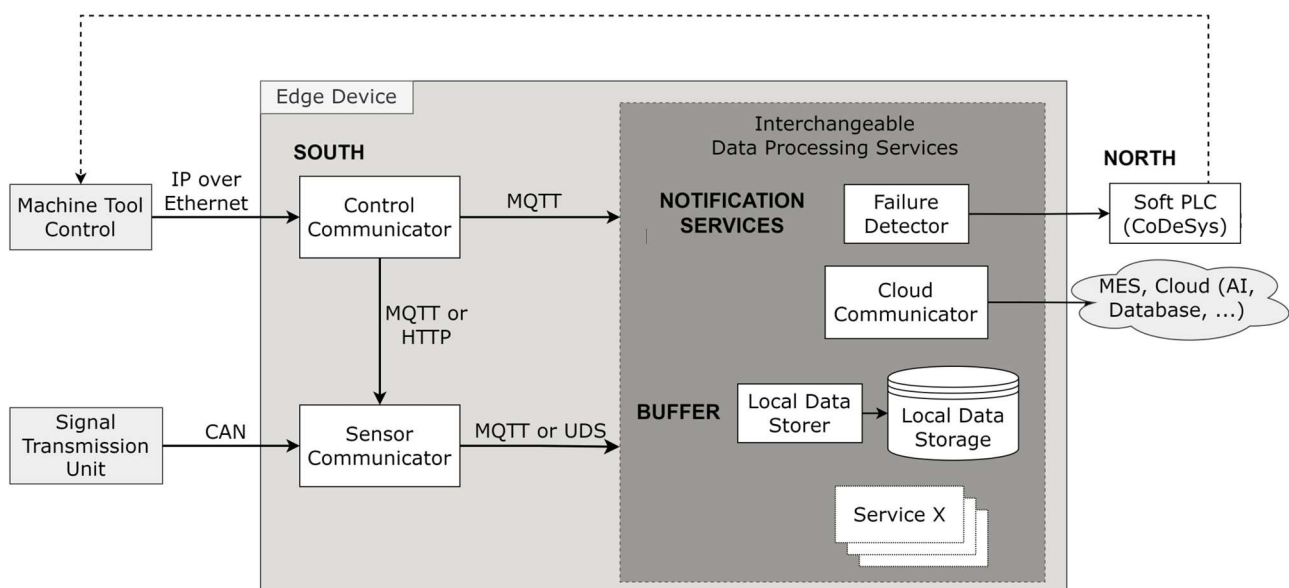 Edge Device
Interchangeable
Data Processing Services
SOUTH
NORTH
Machine Tool
Control
IP over
Ethernet
Control
Communicator
MQTT
NOTIFICATION
SERVICES
Failure
Detector
Soft PLC
(CoDeSys)
MQTT or
HTTP
Cloud
Communicator
MES, Cloud (AI,
Database, ...)
Signal
Transmission
Unit
CAN
Sensor
Communicator
MQTT or UDS
BUFFER
Local Data
Storer
Local Data
Storage
Service X